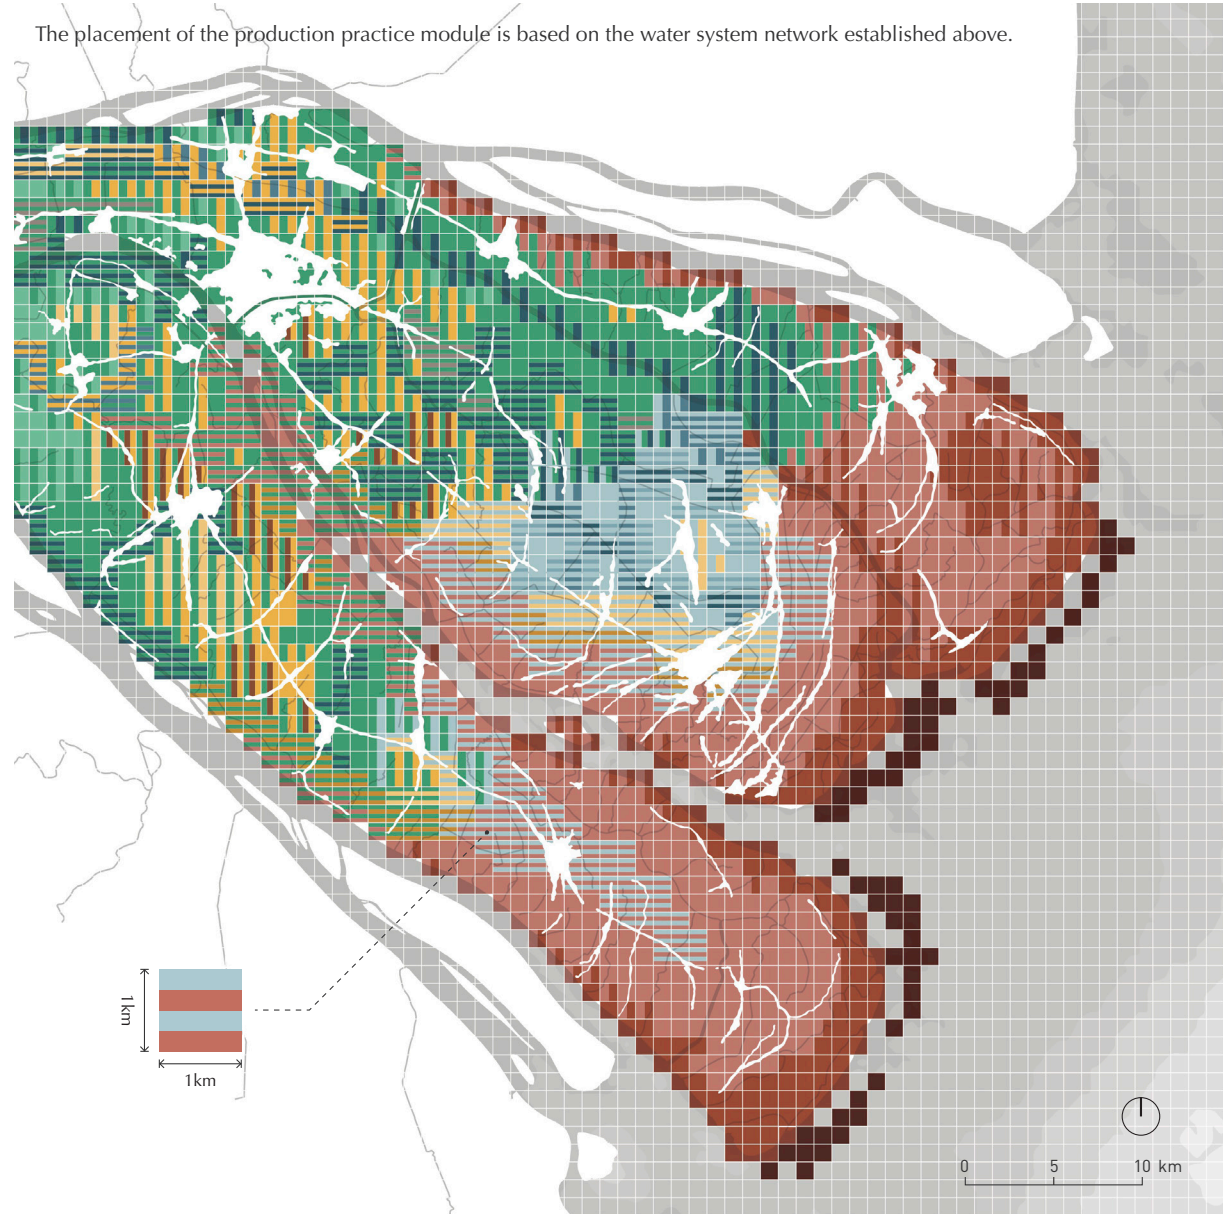 The placement of the production practice module is based on the water system network established above.
1km
1km
0 5 10 km